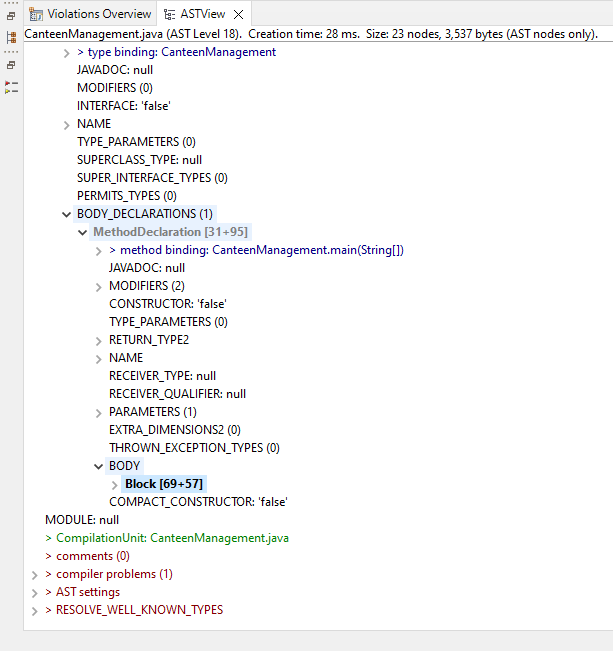 Violations Overview ASTView
CanteenManagement.java (AST Level 18). Creation time: 28 ms. Size: 23 nodes, 3,537 bytes (AST nodes only).
> type binding: CanteenManagement
JAVADOC: null
MODIFIERS (0)
INTERFACE: 'false'
NAME
TYPE_PARAMETERS (0)
SUPERCLASS_TYPE: null
SUPER_INTERFACE_TYPES (0)
PERMITS_TYPES (0)
BODY_DECLARATIONS (1)
MethodDeclaration [31+95]
> method binding: CanteenManagement.main(String[])
JAVADOC: null
MODIFIERS (2)
CONSTRUCTOR: 'false'
TYPE_PARAMETERS (0)
RETURN_TYPE2
NAME
RECEIVER_TYPE: null
RECEIVER_QUALIFIER: null
PARAMETERS (1)
EXTRA_DIMENSIONS2 (0)
THROWN_EXCEPTION_TYPES (0)
BODY
Block [69+57]
COMPACT_CONSTRUCTOR: 'false'
MODULE: null
> CompilationUnit: CanteenManagement.java
> comments (0)
> compiler problems (1)
> AST settings
> RESOLVE_WELL_KNOWN_TYPES